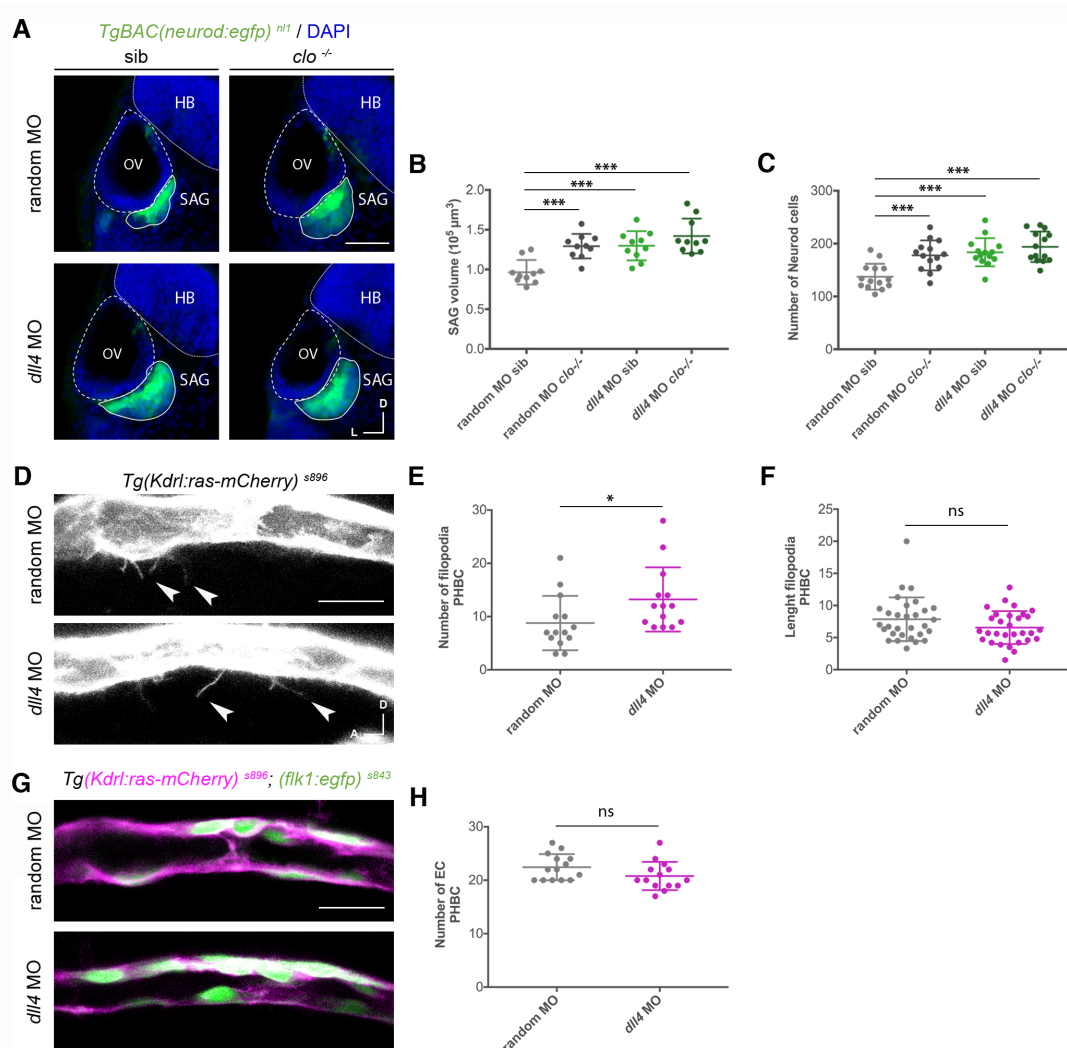 A
TgBAC(neurod:egfp) nl1 / DAPI
sib
clo -/-
random MO
HB
OV
SAG
HB
OV
SAG
dll4 MO
HB
OV
SAG
HB
OV
SAG
D
L
B
***
***
***
SAG volume (10⁵ µm³)
2.0
1.5
1.0
0.5
0.0
random MO sib
random MO clo-/-
dll4 MO sib
dll4 MO clo-/-
C
***
***
***
Number of Neurod cells
300
200
100
0
random MO sib
random MO clo-/-
dll4 MO sib
dll4 MO clo-/-
D
Tg(Kdrl:ras-mCherry) s896
random MO
dll4 MO
D
A
E
*
Number of filopodia
PHBC
30
20
10
0
random MO
dll4 MO
F
ns
Lenght filopodia
PHBC
25
20
15
10
5
0
random MO
dll4 MO
G
Tg(Kdrl:ras-mCherry) s896; (flk1:egfp) s843
random MO
dll4 MO
H
ns
Number of EC
PHBC
30
20
10
0
random MO
dll4 MO